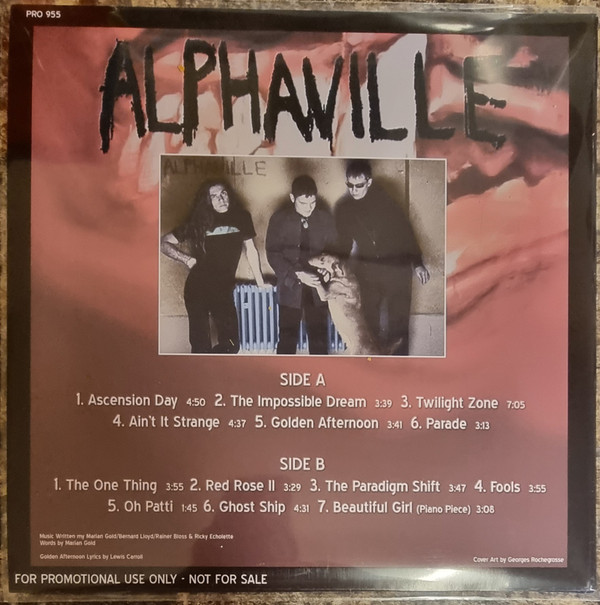 PRO 955
ALPHAVILLE
ALPHAVILLE
SIDE A
1. Ascension Day 4:50 2. The Impossible Dream 3:39 3. Twilight Zone 7:05
4. Ain't It Strange 4:37 5. Golden Afternoon 3:41 6. Parade 3:13
SIDE B
1. The One Thing 3:55 2. Red Rose II 3:29 3. The Paradigm Shift 3:47 4. Fools 3:55
5. Oh Patti 1:45 6. Ghost Ship 4:31 7. Beautiful Girl (Piano Piece) 3:08
Music Written my Marian Gold/Bernard Lloyd/Rainer Bloss & Ricky Echolette
Words by Marian Gold
Golden Afternoon Lyrics by Lewis Carroll
Cover Art by Georges Rochegrosse
FOR PROMOTIONAL USE ONLY - NOT FOR SALE